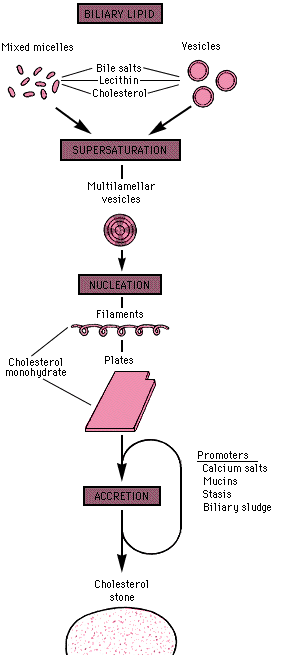 BILIARY LIPID
Mixed micelles
Vesicles
Bile salts
Lecithin
Cholesterol
SUPERSATURATION
Multilamellar
vesicles
NUCLEATION
Filaments
Cholesterol
monohydrate
Plates
Promoters
Calcium salts
Mucins
Stasis
Biliary sludge
ACCRETION
Cholesterol
stone